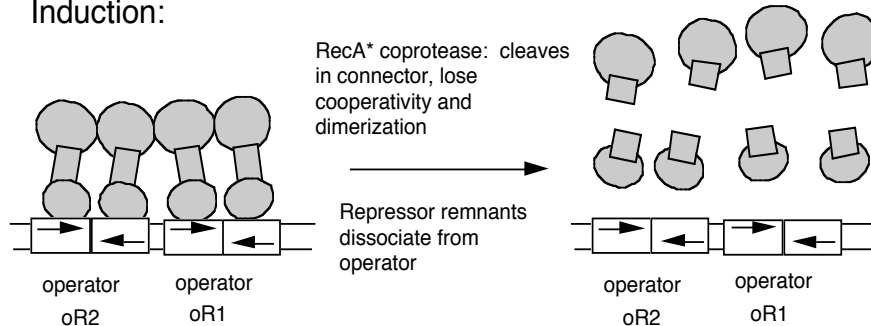 Induction:
RecA* coprotease: cleaves
in connector, lose
cooperativity and
dimerization
Repressor remnants
dissociate from
operator
operator
oR2
operator
oR1
operator
oR2
operator
oR1